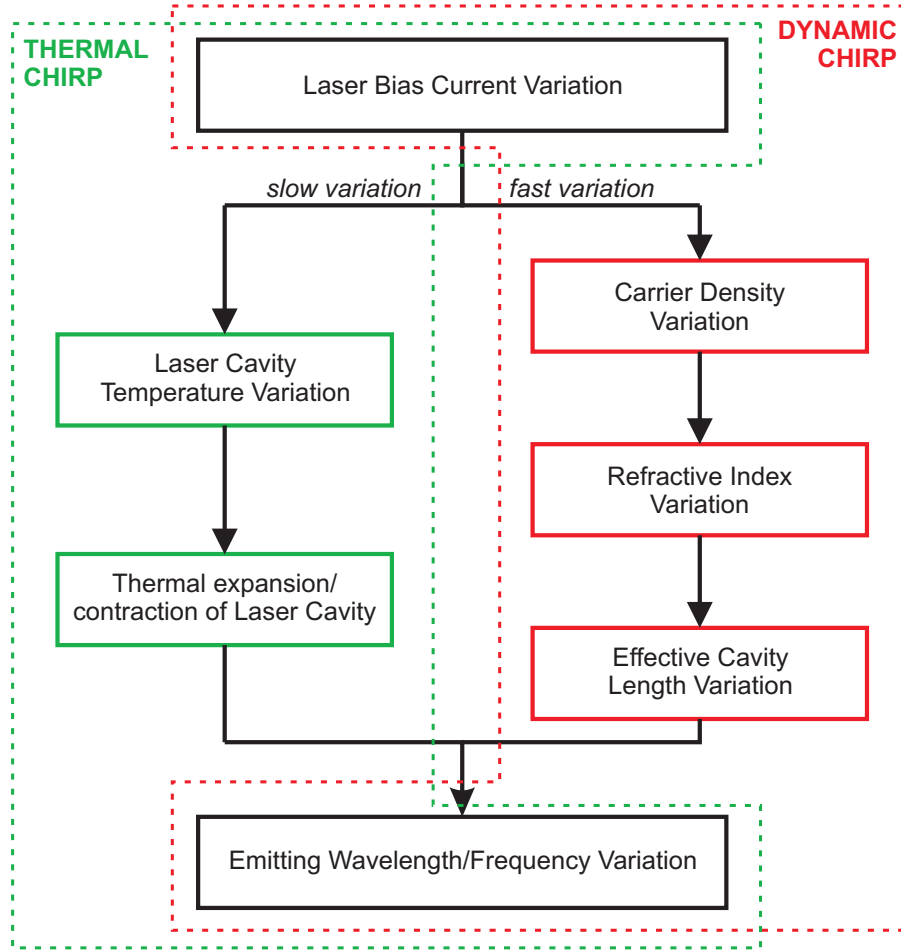 THERMAL
CHIRP
DYNAMIC
CHIRP
Laser Bias Current Variation
slow variation
fast variation
Carrier Density
Variation
Laser Cavity
Temperature Variation
Refractive Index
Variation
Thermal expansion/
contraction of Laser Cavity
Effective Cavity
Length Variation
Emitting Wavelength/Frequency Variation